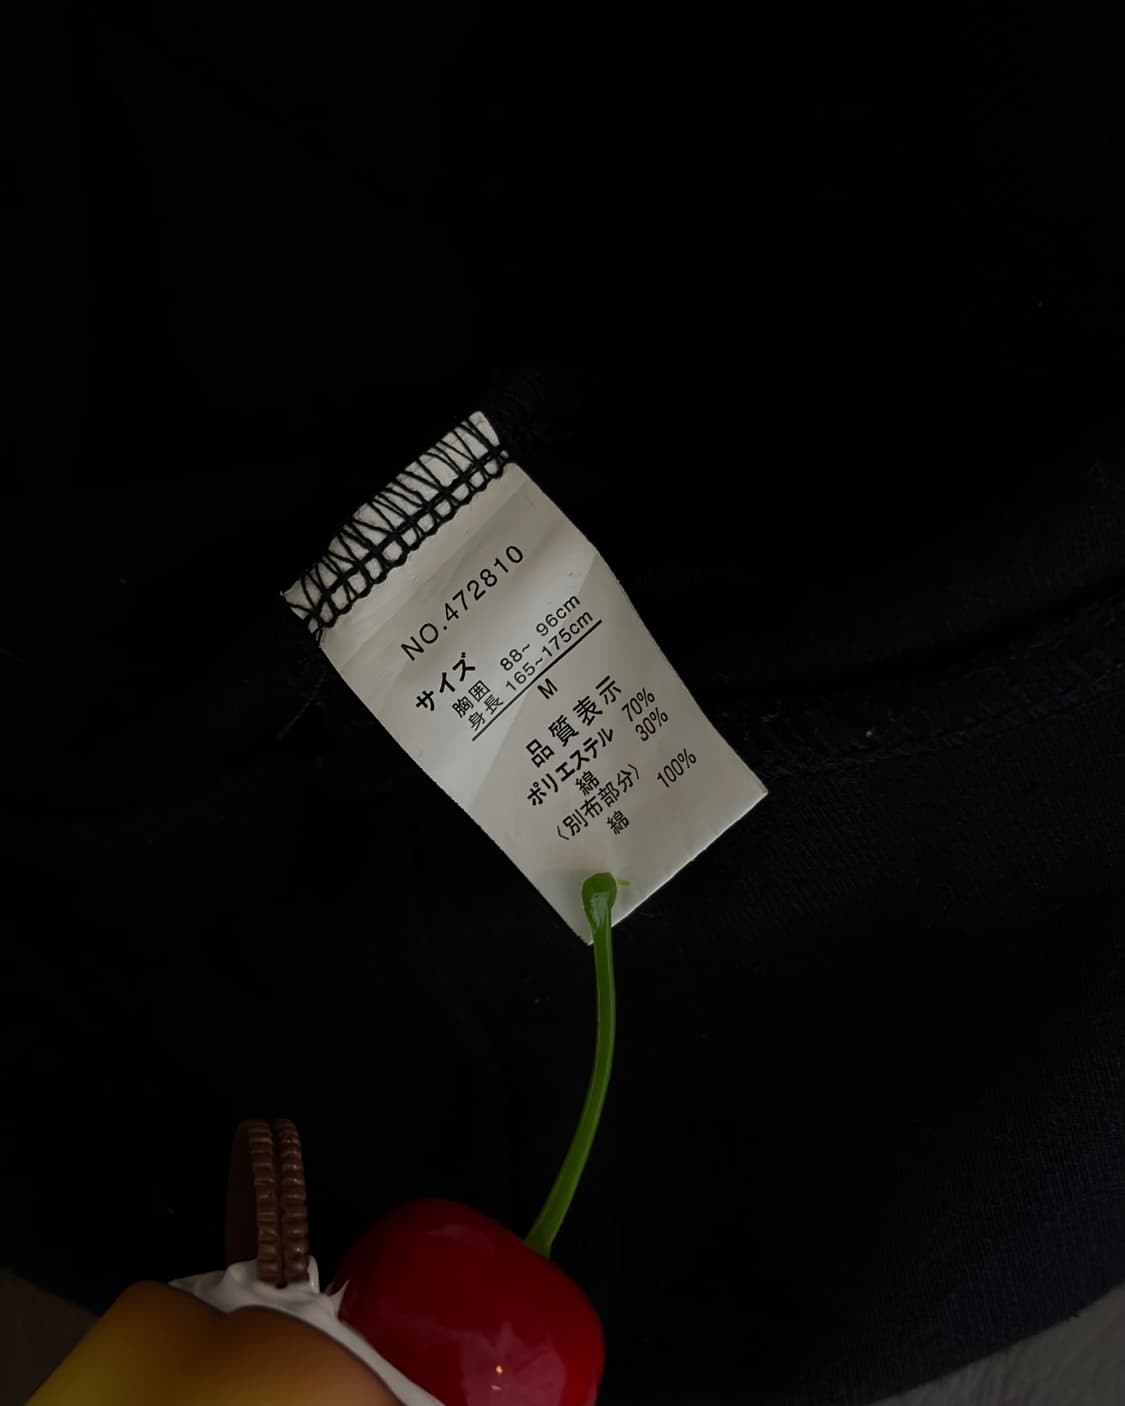 NO.472810
サイズ
胸囲 88~ 96cm
身長 165~175cm
M
品質表示
ポリエステル 70%
綿 30%
〈別布部分〉
綿 100%